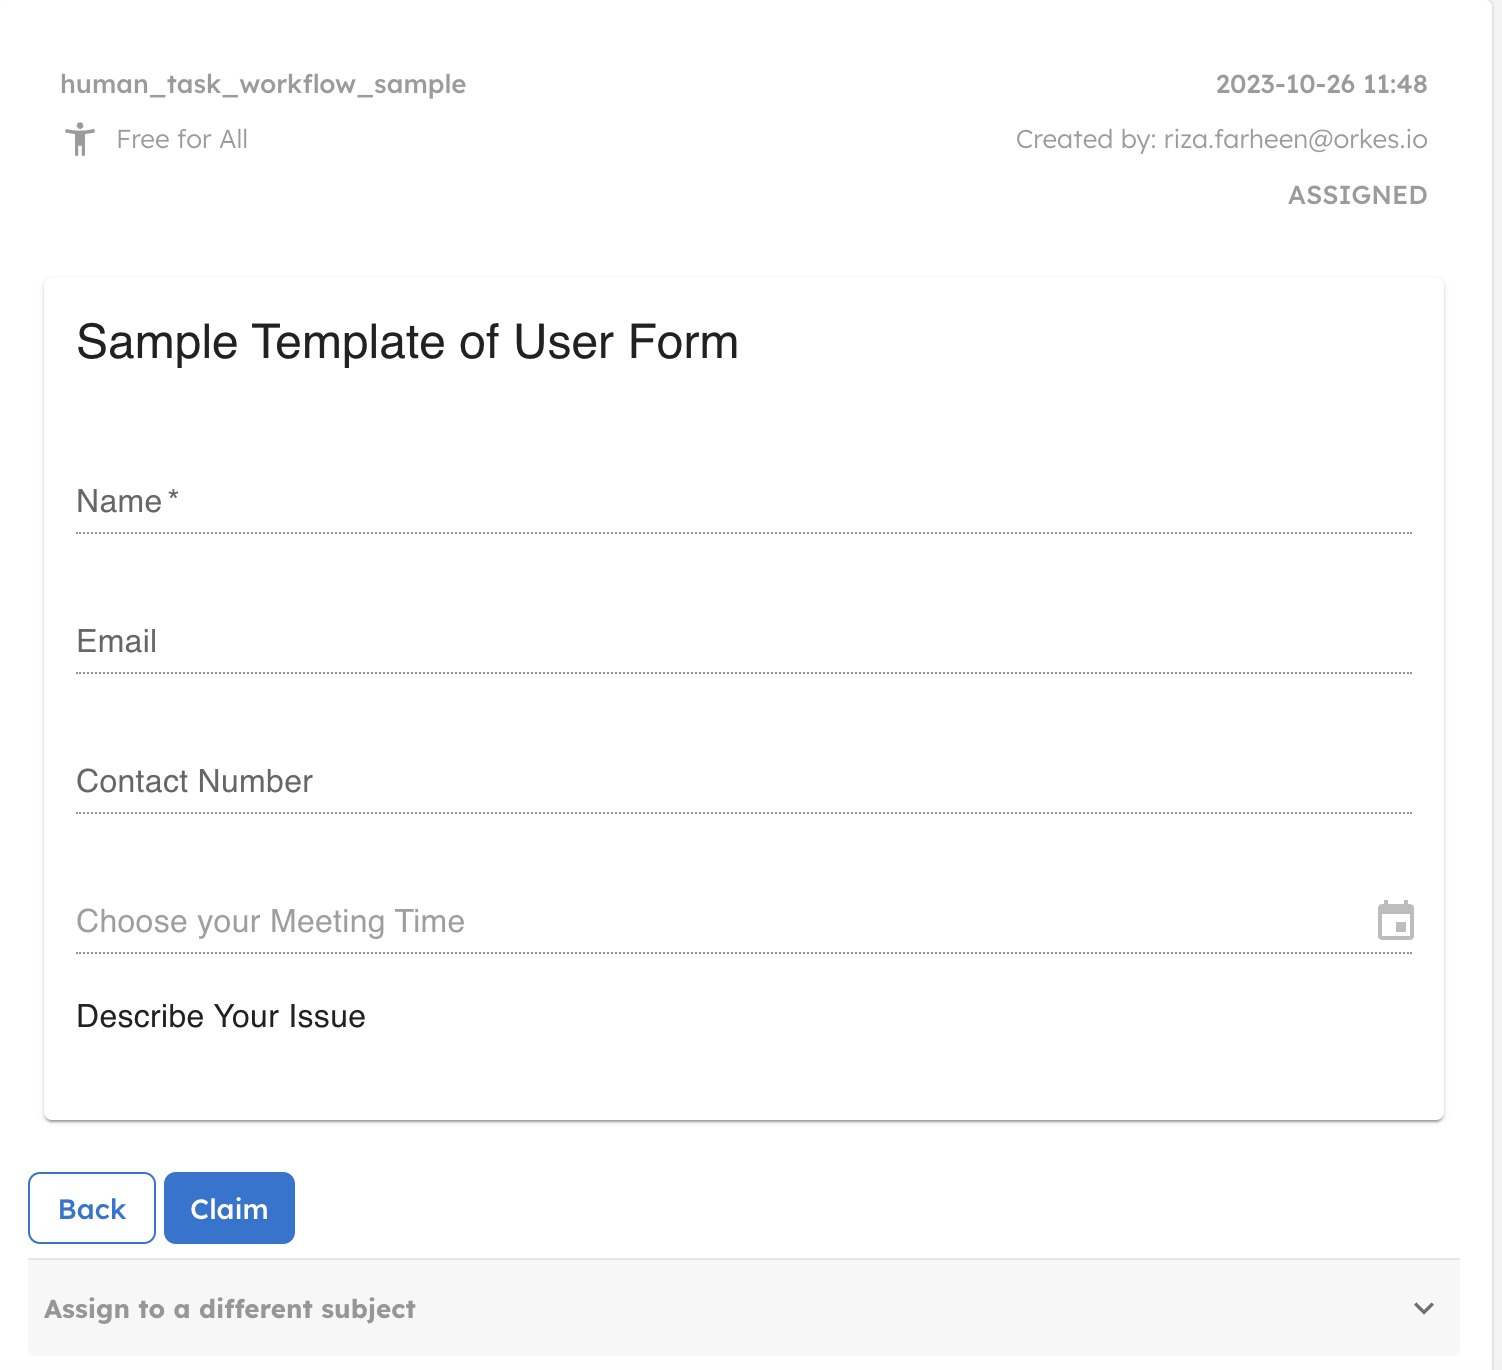 human_task_workflow_sample
2023-10-26 11:48
Free for All
Created by: riza.farheen@orkes.io
ASSIGNED
Sample Template of User Form
Name *
Email
Contact Number
Choose your Meeting Time
Describe Your Issue
Back
Claim
Assign to a different subject